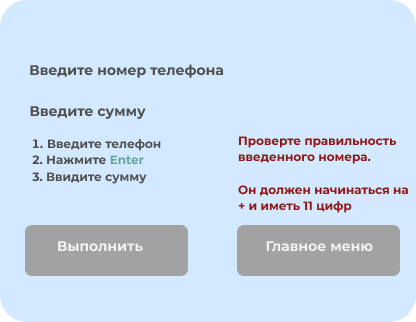 Введите номер телефона
Введите сумму
1. Введите телефон
2. Нажмите Enter
3. Ввидите сумму
Проверте правильность
введенного номера.
Он должен начинаться на
+ и иметь 11 цифр
Выполнить
Главное меню